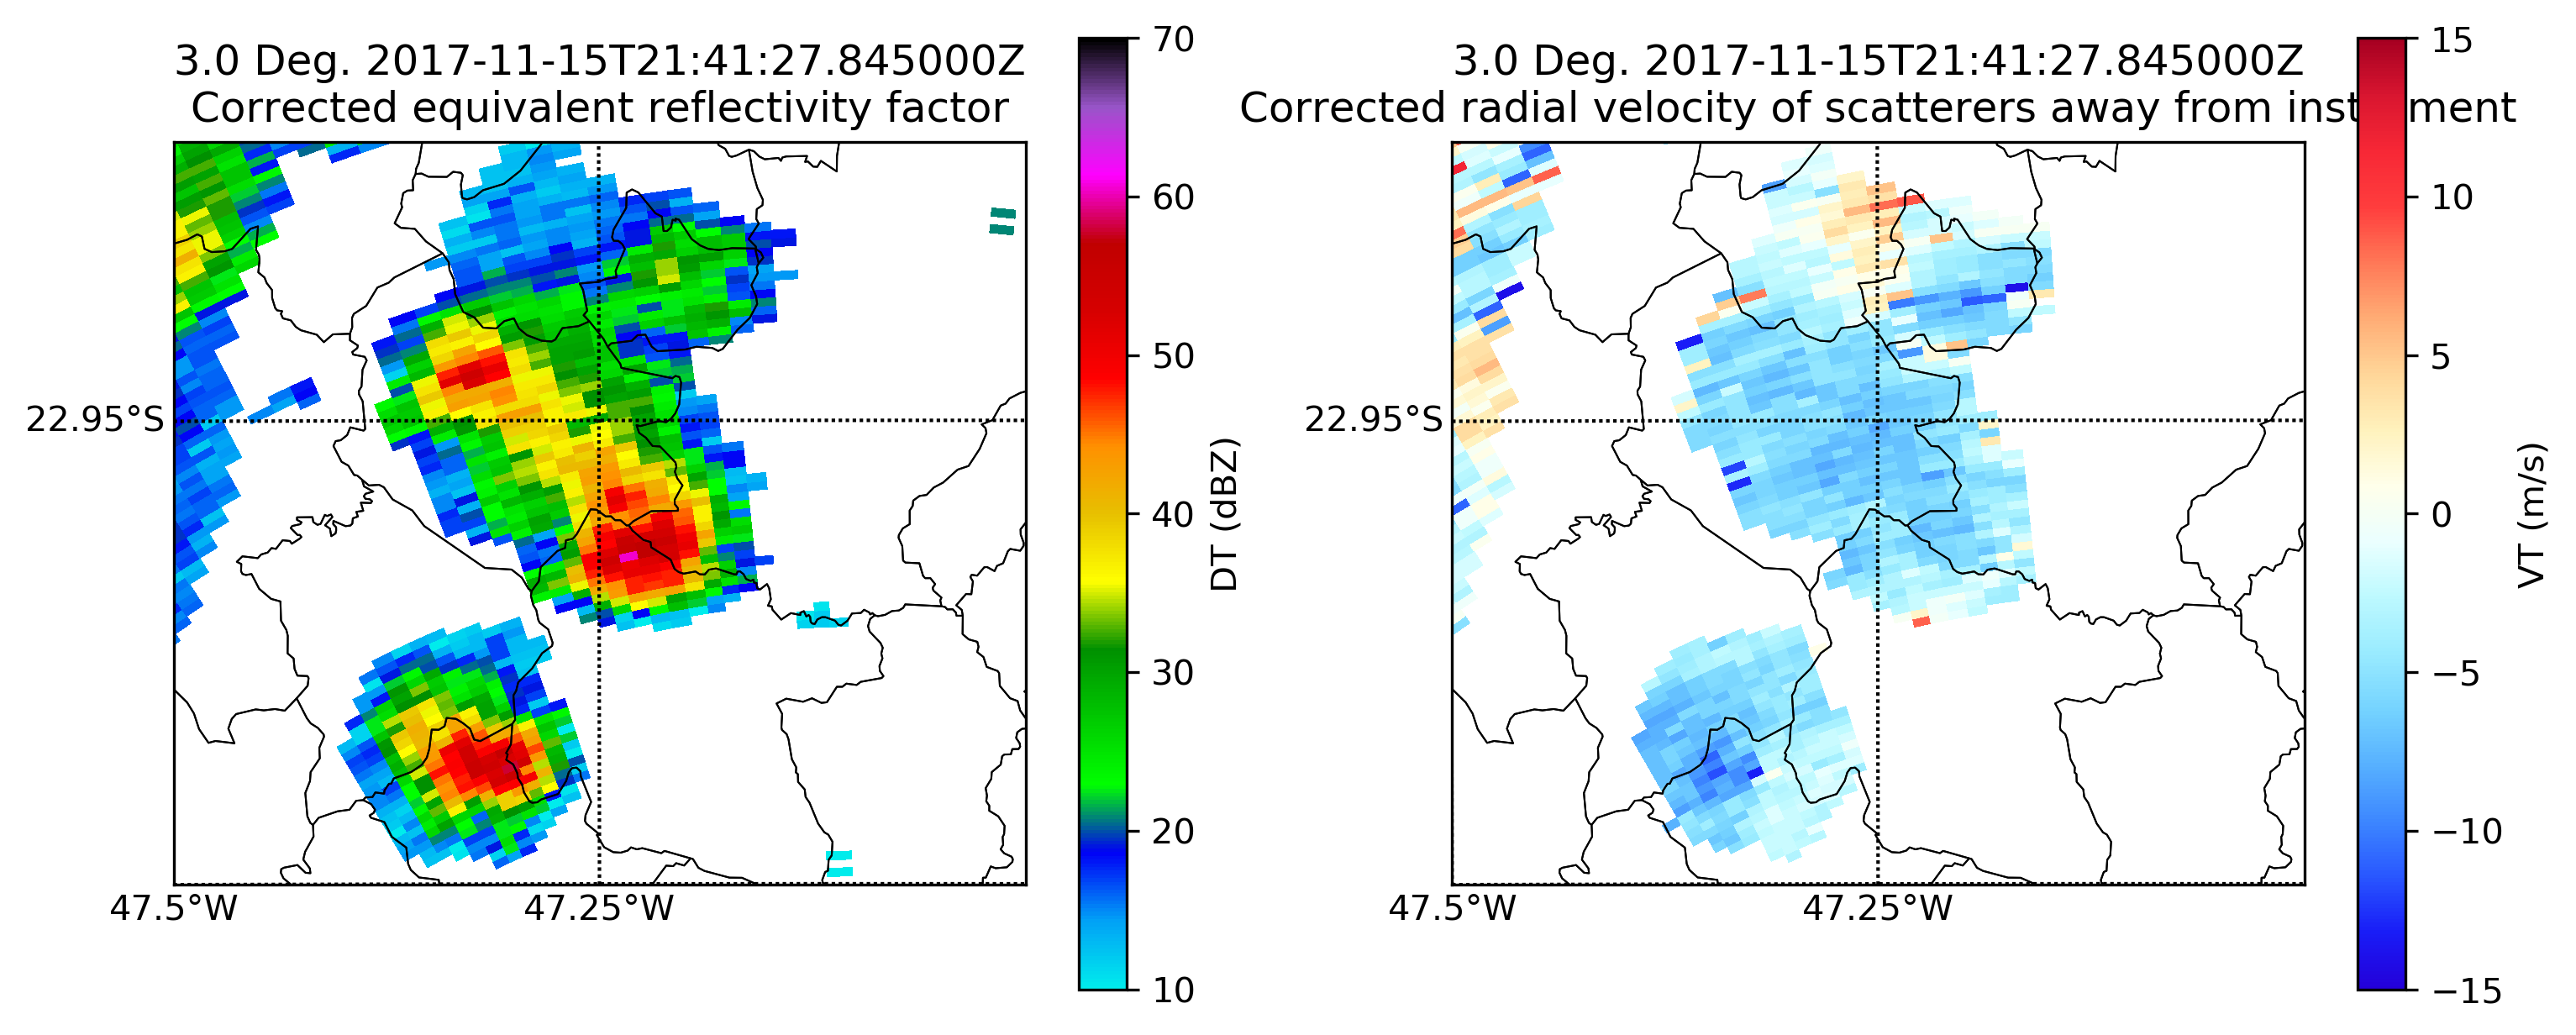 3.0 Deg. 2017-11-15T21:41:27.845000Z
Corrected equivalent reflectivity factor
22.95°S
47.5°W
47.25°W
70
60
50
40
30
20
10
DT (dBZ)
3.0 Deg. 2017-11-15T21:41:27.845000Z
Corrected radial velocity of scatterers away from inst ment
22.95°S
47.5°W
47.25°W
15
10
5
0
−5
−10
−15
VT (m/s)